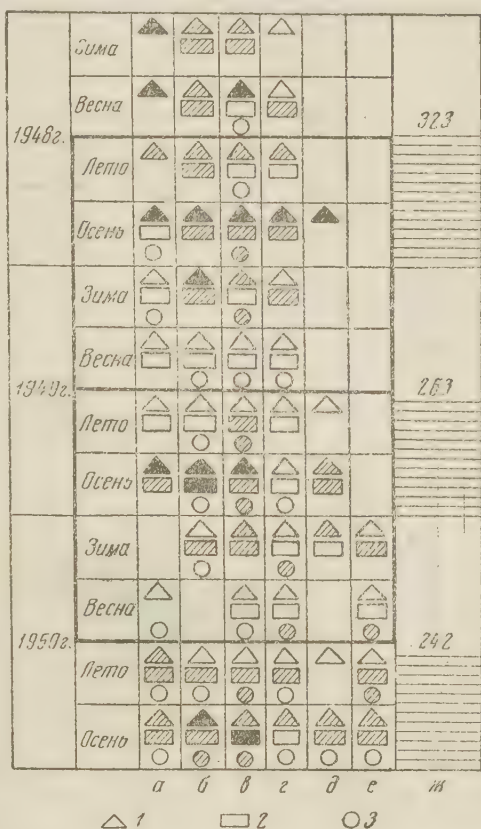 Зима
Весна
323
1948г.
Лето
Осень
Зима
Весна
263
1949г.
Лето
Осень
Зима
Весна
1950г.
242
Лето
Осень
а б в г д е ж
1 2 3